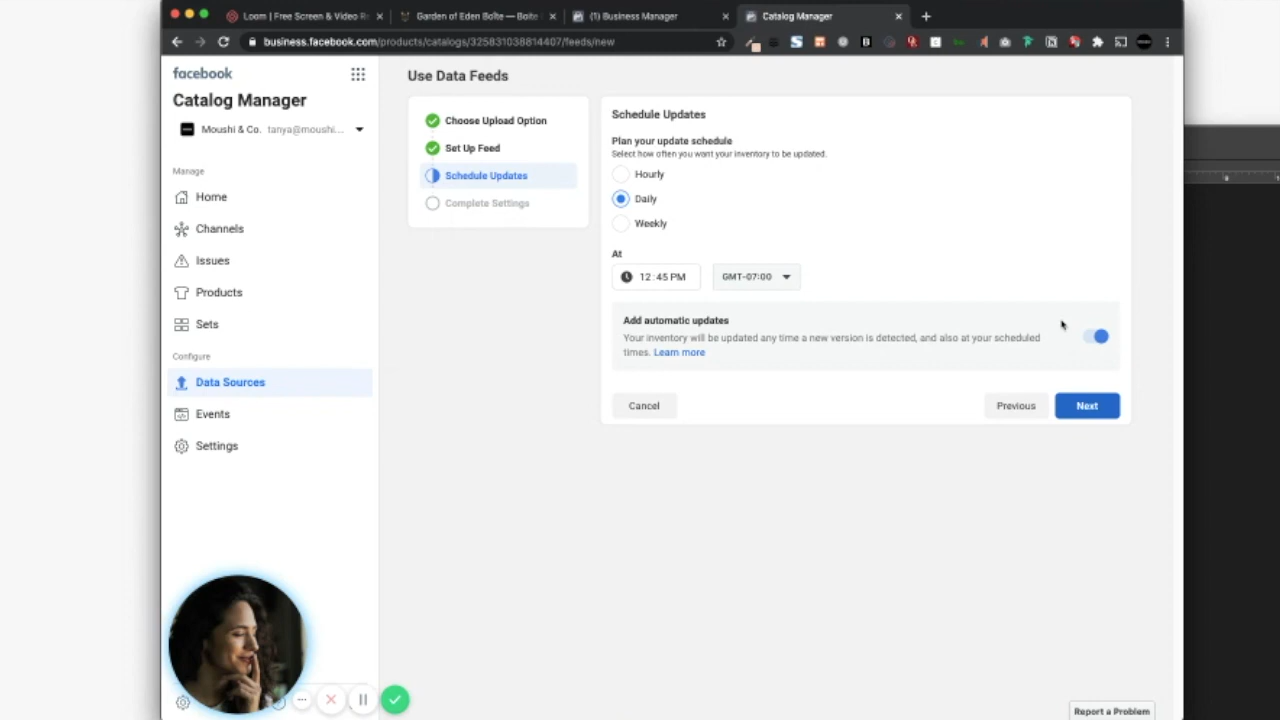 Loom | Free Screen & Video Re
Garden of Eden Bolte — Bolte
(1) Business Manager
Catalog Manager
business.facebook.com/products/catalogs/325831038814407/feeds/new
facebook
Catalog Manager
Moushi & Co. tanya@moushi...
Manage
Home
Channels
Issues
Products
Sets
Configure
Data Sources
Events
Settings
Use Data Feeds
Choose Upload Option
Set Up Feed
Schedule Updates
Complete Settings
Schedule Updates
Plan your update schedule
Select how often you want your inventory to be updated.
Hourly
Daily
Weekly
At
12:45 PM
GMT-07:00
Add automatic updates
Your inventory will be updated any time a new version is detected, and also at your scheduled
times. Learn more
Cancel
Previous
Next
Report a Problem